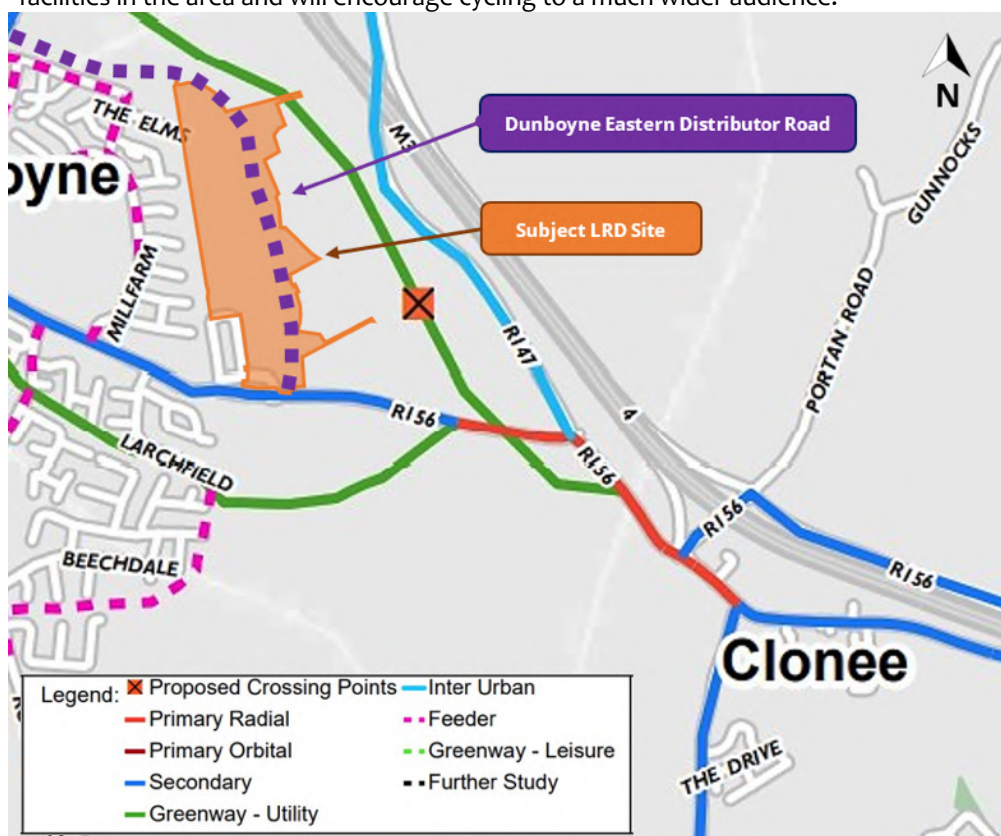 facilities in the area and will encourage cycling to a much wider audience.
N
THE ELMS
M3
Dunboyne Eastern Distributor Road
GUNNOCKS
oyne
Subject LRD Site
MILLFARM
R147
PORTAN ROAD
R156
4
LARCHFIELD
R156
R156
BEECHDALE
R156
Clonee
Legend:
Proposed Crossing Points
Inter Urban
Primary Radial
Feeder
Primary Orbital
Greenway - Leisure
Secondary
Further Study
Greenway - Utility
THE DRIVE